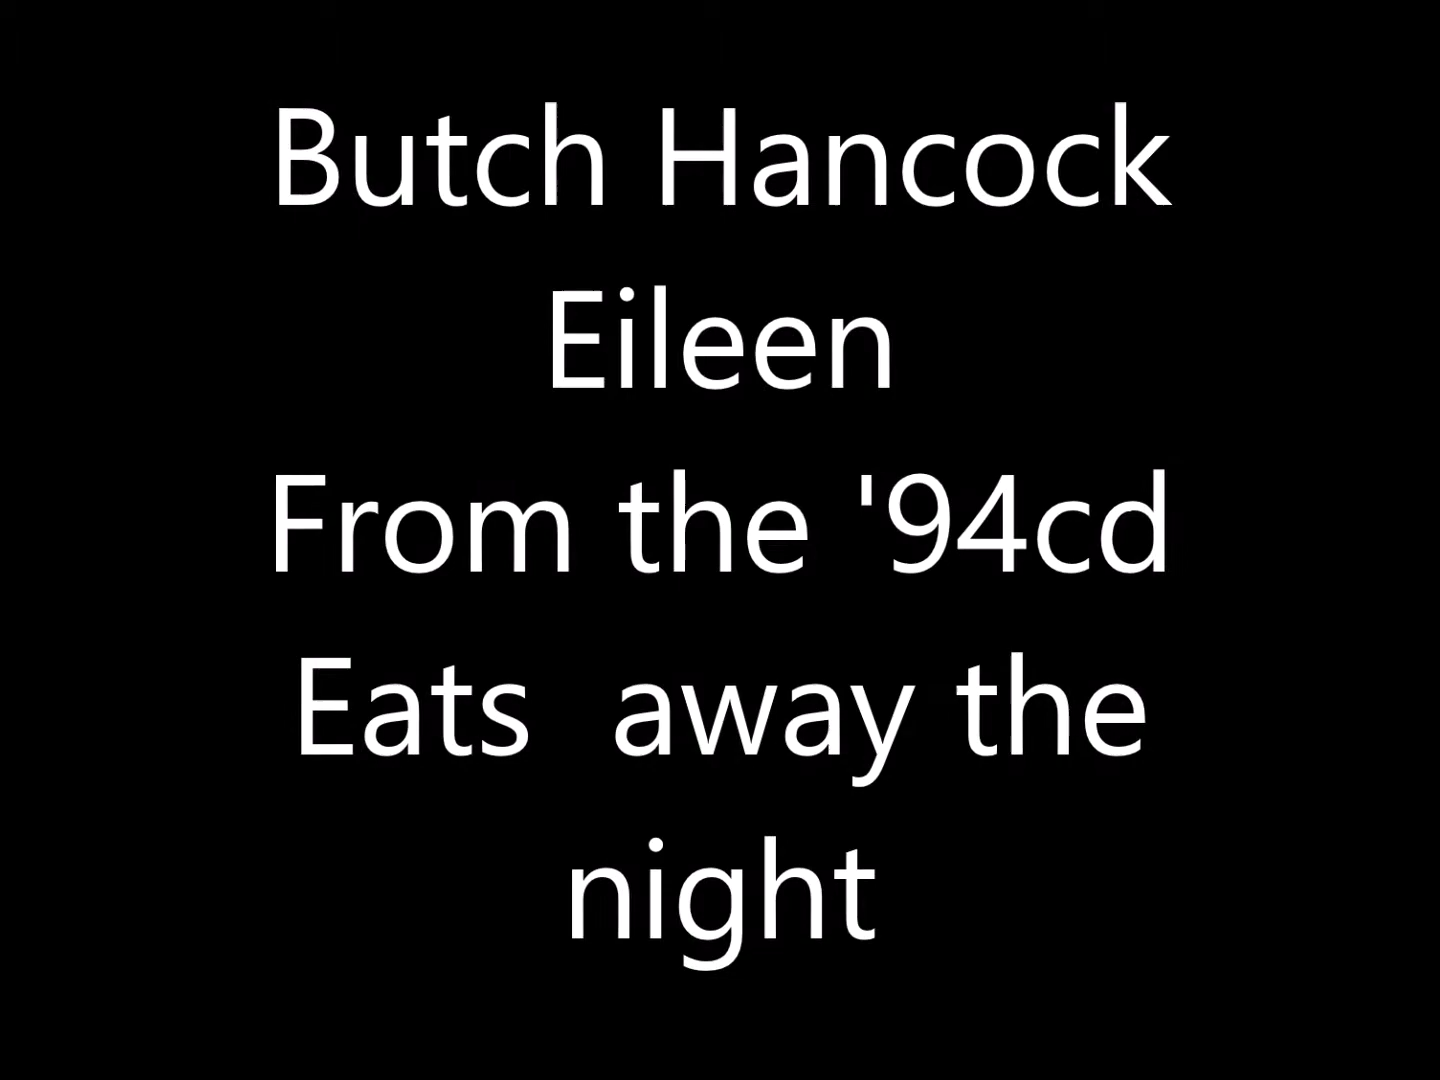 Butch Hancock
Eileen
From the '94cd
Eats  away the
night